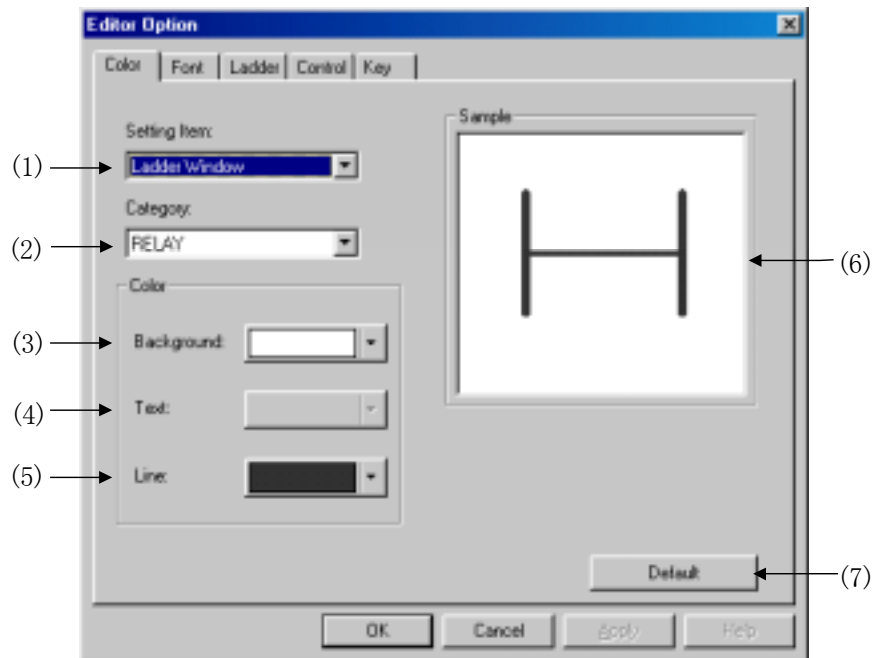 Editor Option
Color Font Ladder Control Key
Setting Item:
(1) Ladder Window
Category:
(2) RELAY
Color
(3) Background:
(4) Text:
(5) Line:
Sample
(6)
Default
(7)
OK Cancel Apply Help